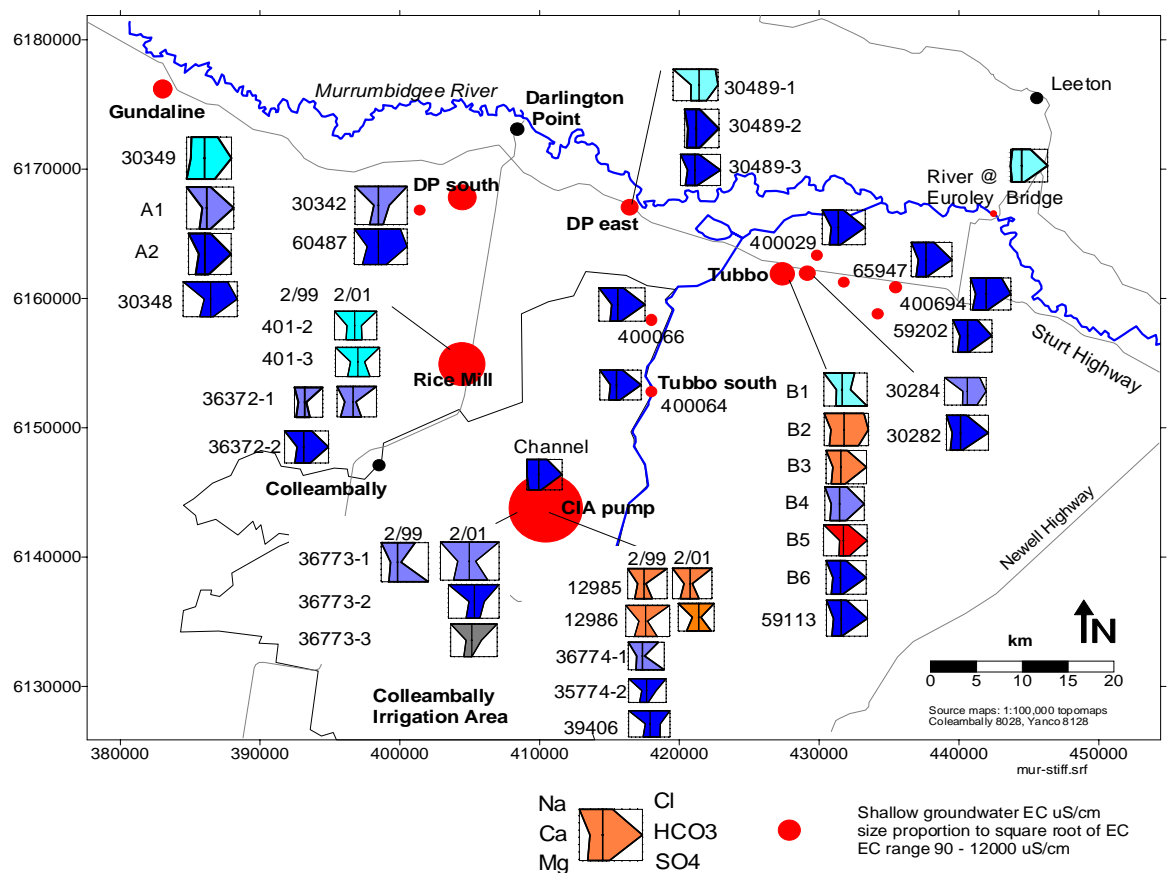 6180000
6170000
6160000
6150000
6140000
6130000
380000
390000
400000
410000
420000
430000
440000
450000
Gundaline
Murrumbidgee River
Darlington
Point
Leeton
30349
A1
A2
30348
30342
60487
DP south
30489-1
30489-2
30489-3
DP east
River @
Euroley Bridge
400029
Tubbo
65947
400694
59202
Sturt Highway
2/99 2/01
401-2
401-3
36372-1
36372-2
Rice Mill
Colleambally
400066
Tubbo south
400064
Channel
CIA pump
B1
B2
B3
B4
B5
B6
59113
30284
30282
Newell Highway
2/99 2/01
36773-1
36773-2
36773-3
2/99 2/01
12985
12986
36774-1
35774-2
39406
Colleambally
Irrigation Area
N
km
0 5 10 15 20
Source maps: 1:100,000 topomaps
Coleambally 8028, Yanco 8128
mur-stiff.srf
Na Cl
Ca HCO3
Mg SO4
Shallow groundwater EC uS/cm
size proportion to square root of EC
EC range 90 - 12000 uS/cm